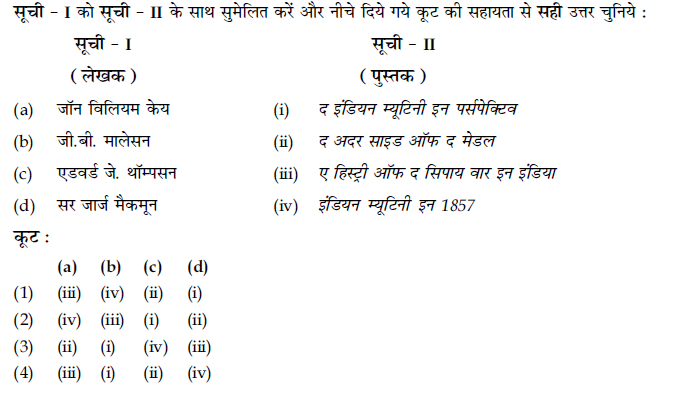 सूची - I को सूची - II के साथ सुमेलित करें और नीचे दिये गये कूट की सहायता से सही उत्तर चुनिये :
सूची - I सूची - II
( लेखक ) ( पुस्तक )
(a) जॉन विलियम केय (i) द इंडियन म्यूटिनी इन पर्सपेक्टिव
(b) जी.बी. मालेसन (ii) द अदर साइड ऑफ द मेडल
(c) एडवर्ड जे. थॉम्पसन (iii) ए हिस्ट्री ऑफ द सिपाय वार इन इंडिया
(d) सर जार्ज मैकमून (iv) इंडियन म्यूटिनी इन 1857
कूट :
(a) (b) (c) (d)
(1) (iii) (iv) (ii) (i)
(2) (iv) (iii) (i) (ii)
(3) (ii) (i) (iv) (iii)
(4) (iii) (i) (ii) (iv)